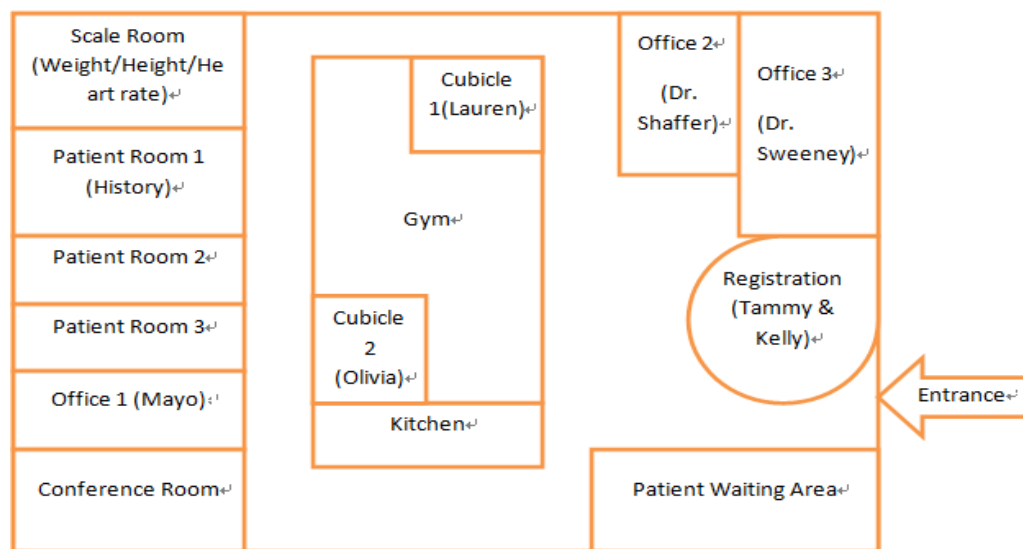 Scale Room
(Weight/Height/He
art rate)↵
Patient Room 1
(History)↵
Patient Room 2↵
Patient Room 3↵
Office 1 (Mayo)↵
Conference Room↵
Cubicle
1(Lauren)↵
Gym↵
Cubicle
2
(Olivia)↵
Kitchen↵
Office 2↵
(Dr.
Shaffer)↵
Office 3↵
(Dr.
Sweeney)↵
Registration
(Tammy &
Kelly)↵
Entrance↵
Patient Waiting Area↵